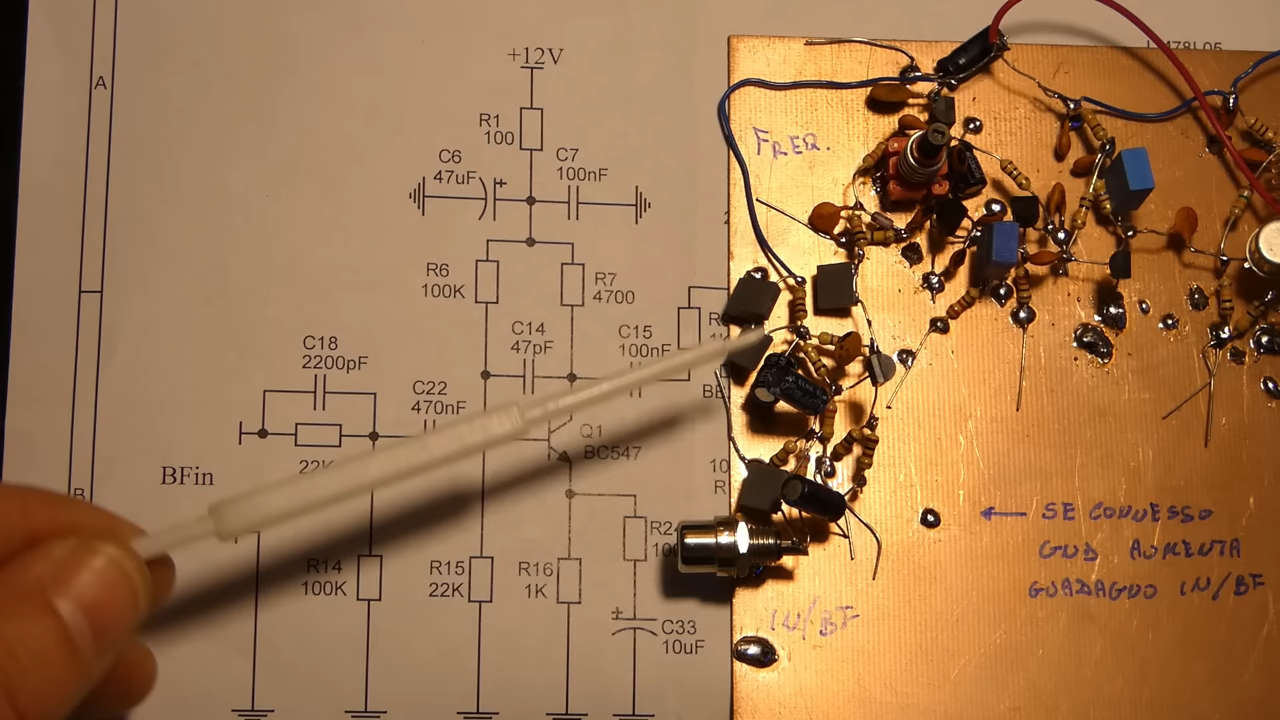 A
+12V
R1
100
C6
47uF
+
C7
100nF
R6
100K
R7
4700
C14
47pF
C15
100nF
C18
2200pF
C22
470nF
Q1
BC547
BFin
B
R14
100K
R15
22K
R16
1K
+
C33
10uF
FREQ.
SE CONNESSO
GND AUMENTA
GUADAGNO IN/BF
IN/BF